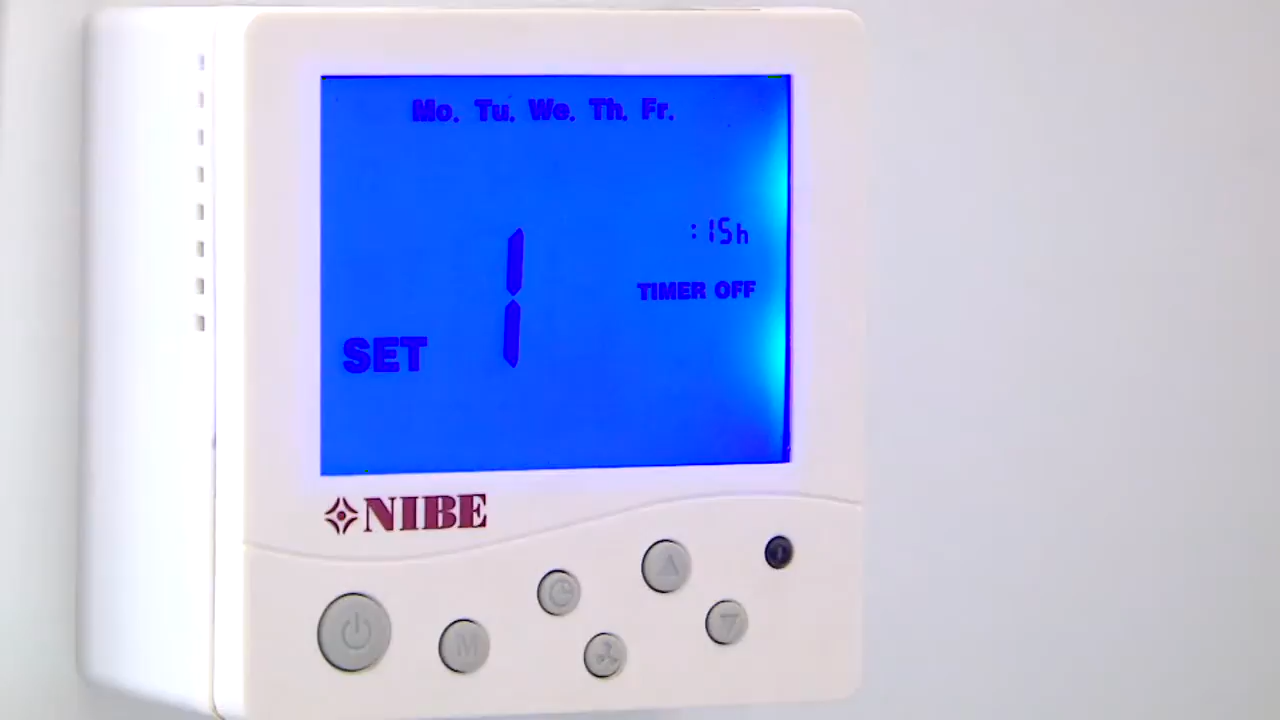 Mo. Tu. We. Th. Fr.
:15h
TIMER OFF
1
SET
NIBE
M